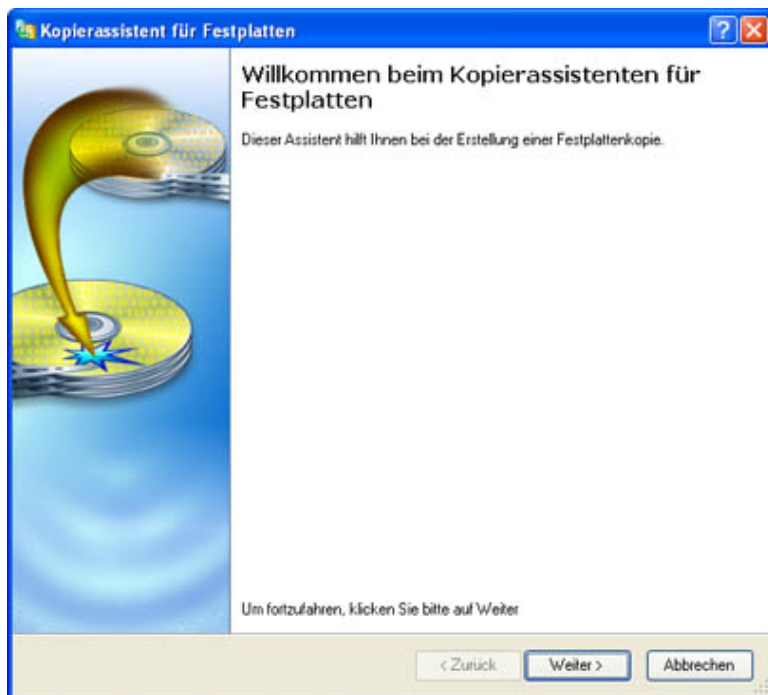 Kopierassistent für Festplatten
Willkommen beim Kopierassistenten für
Festplatten
Dieser Assistent hilft Ihnen bei der Erstellung einer Festplattenkopie.
Um fortzufahren, klicken Sie bitte auf Weiter
< Zurück
Weiter >
Abbrechen